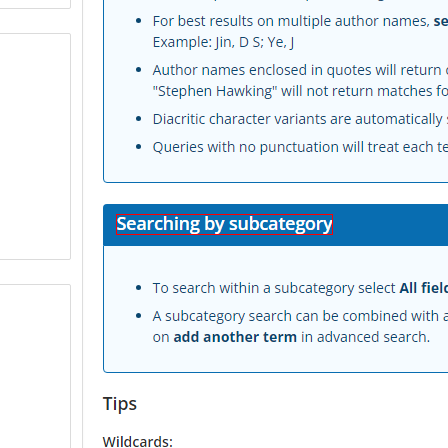 For best results on multiple author names, se
Example: Jin, D S; Ye, J
Author names enclosed in quotes will return
"Stephen Hawking" will not return matches fo
Diacritic character variants are automatically
Queries with no punctuation will treat each te
Searching by subcategory
To search within a subcategory select All fiel
A subcategory search can be combined with a
on add another term in advanced search.
Tips
Wildcards: